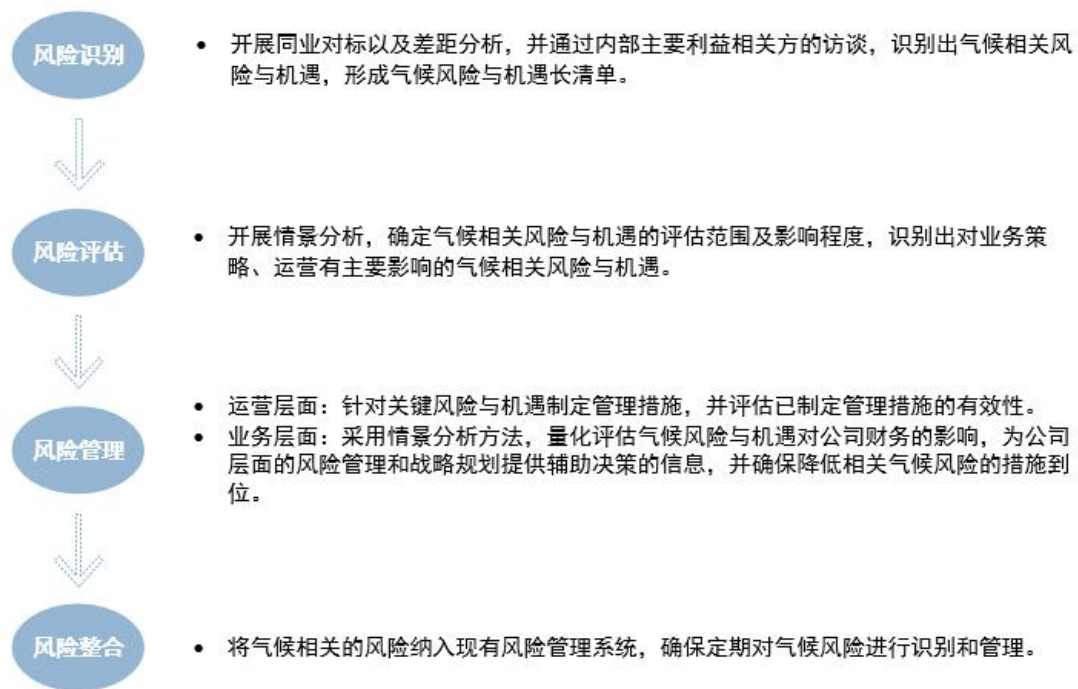 风险识别
• 开展同业对标以及差距分析，并通过内部主要利益相关方的访谈，识别出气候相关风
险与机遇，形成气候风险与机遇长清单。
风险评估
• 开展情景分析，确定气候相关风险与机遇的评估范围及影响程度，识别出对业务策
略、运营有主要影响的气候相关风险与机遇。
风险管理
• 运营层面：针对关键风险与机遇制定管理措施，并评估已制定管理措施的有效性。
• 业务层面：采用情景分析方法，量化评估气候风险与机遇对公司财务的影响，为公司
层面的风险管理和战略规划提供辅助决策的信息，并确保降低相关气候风险的措施到
位。
风险整合
• 将气候相关的风险纳入现有风险管理系统，确保定期对气候风险进行识别和管理。